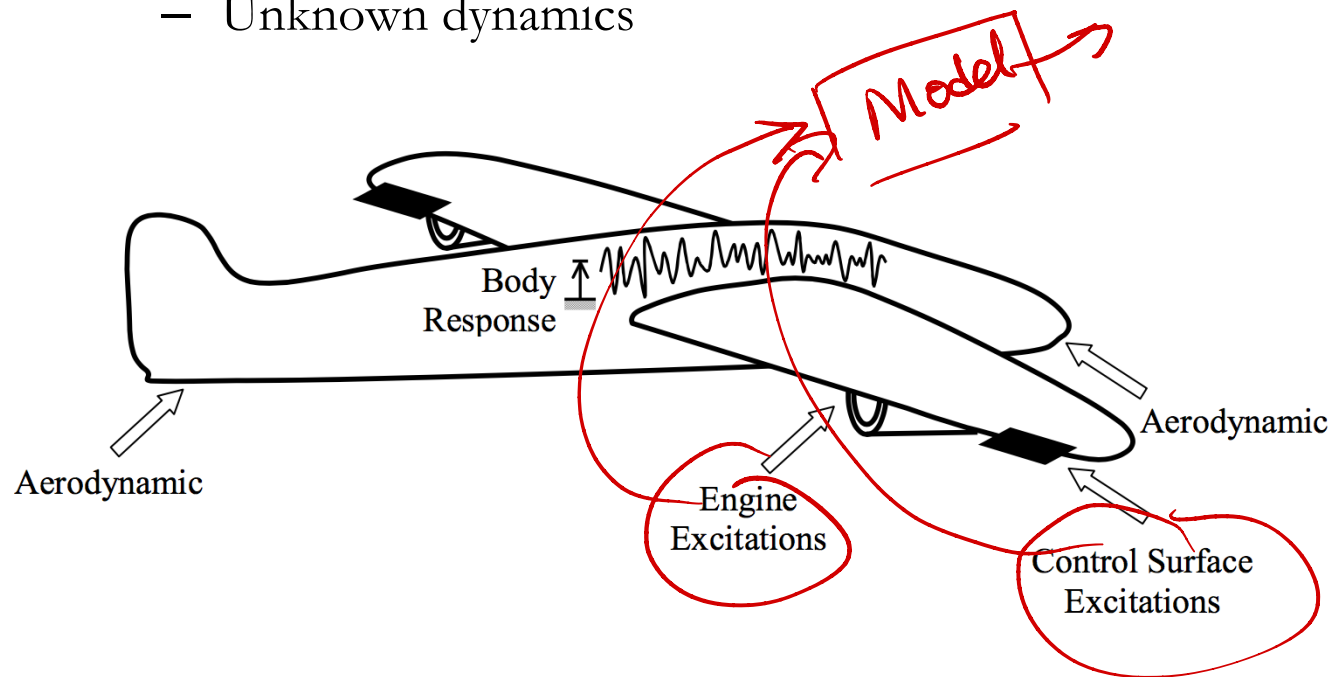 – Unknown dynamics
Model
Body
Response
Aerodynamic
Aerodynamic
Engine
Excitations
Control Surface
Excitations